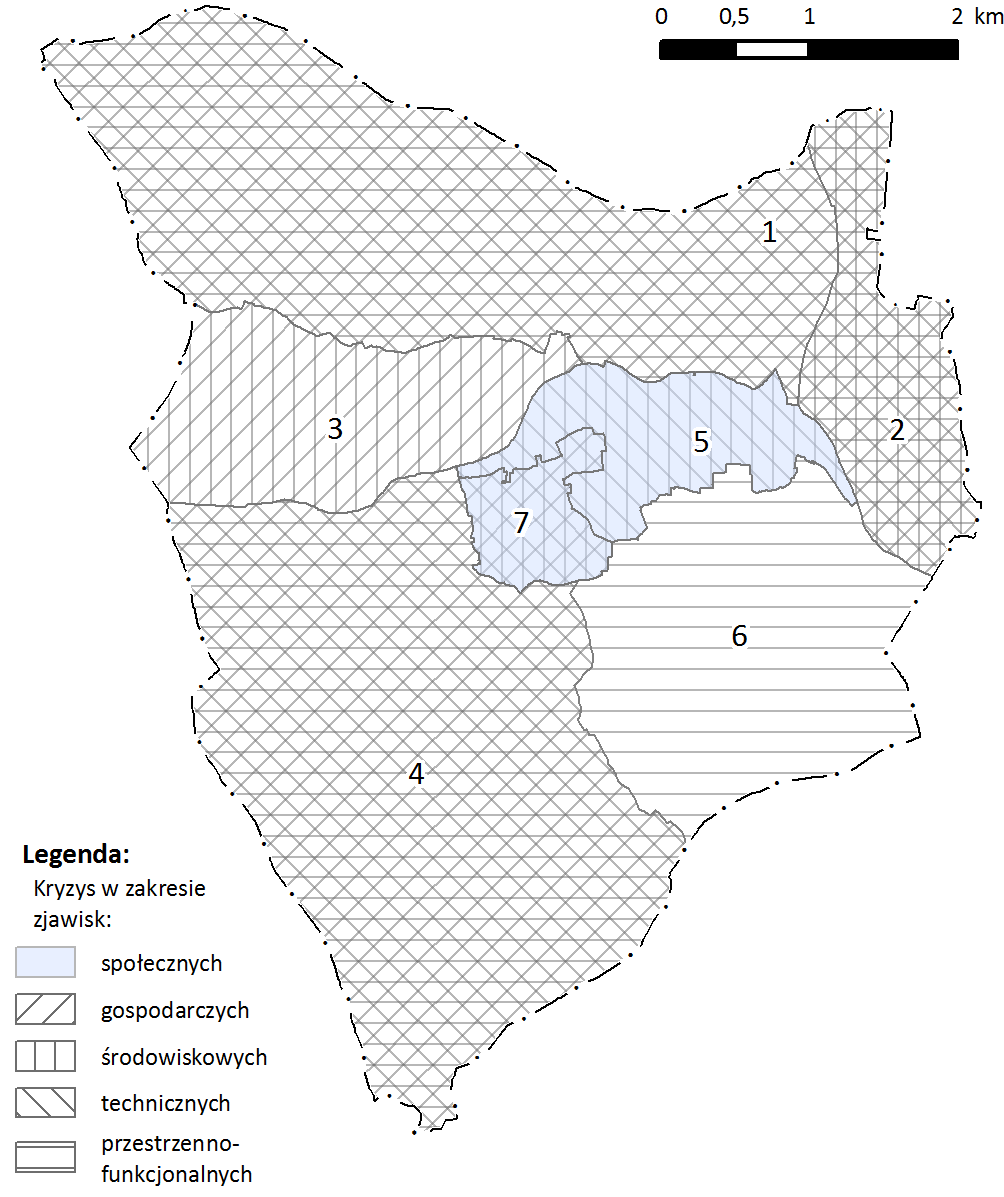 0 0,5 1 2 km
1
2
3
5
7
6
4
Legenda:
Kryzys w zakresie
zjawisk:
społecznych
gospodarczych
środowiskowych
technicznych
przestrzenno-
funkcjonalnych